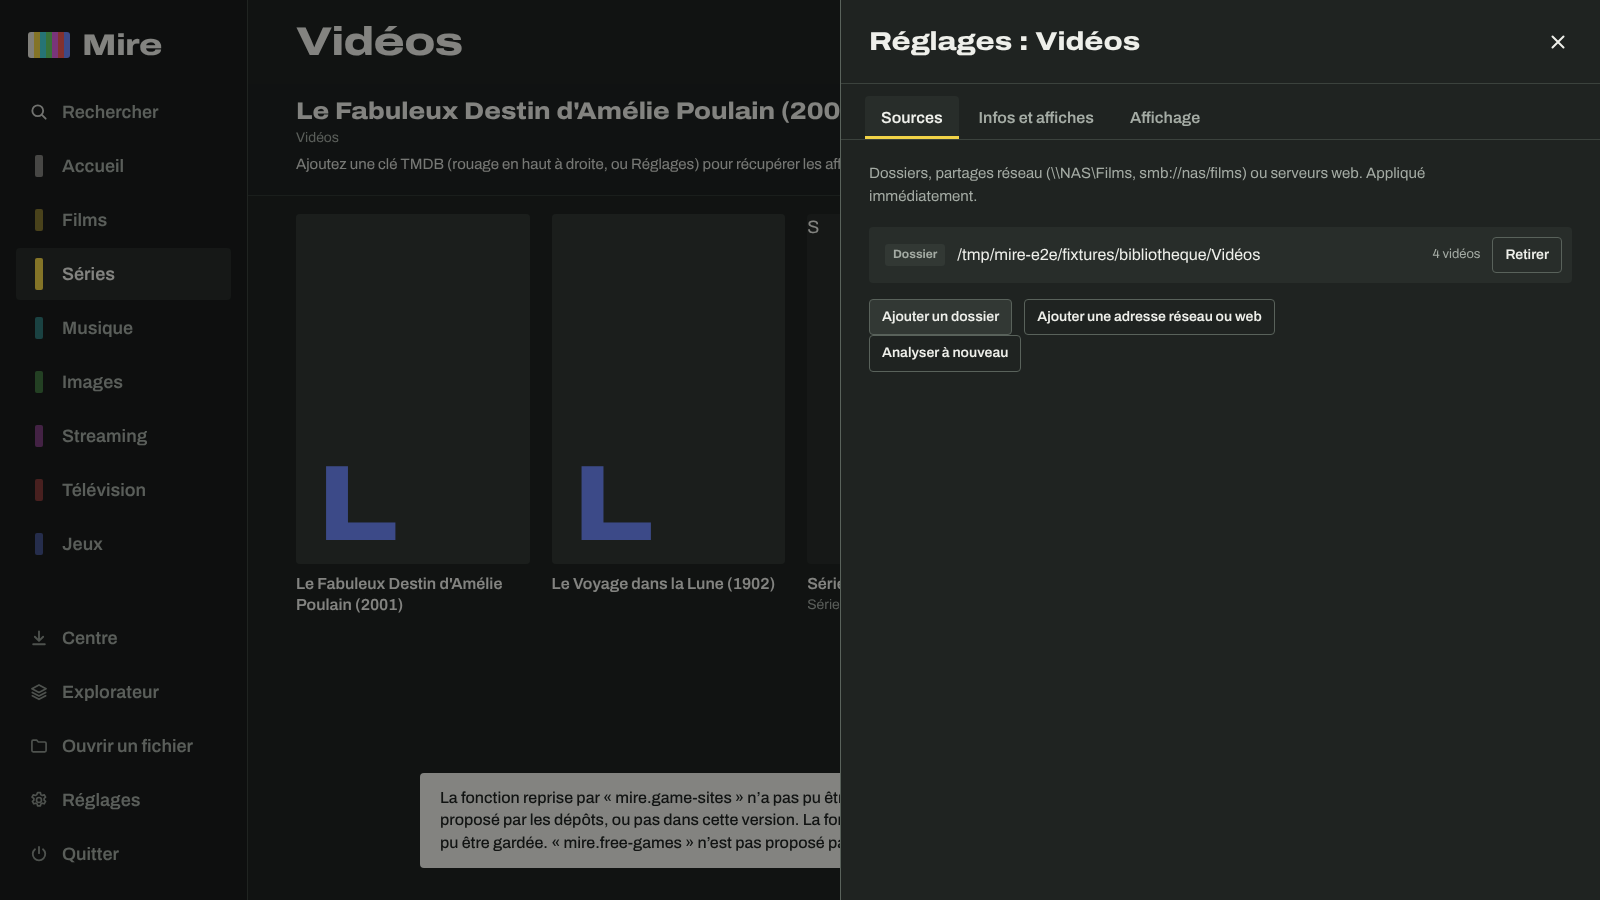 Mire
Rechercher
Accueil
Films
Séries
Musique
Images
Streaming
Télévision
Jeux
Centre
Explorateur
Ouvrir un fichier
Réglages
Quitter
Vidéos
Le Fabuleux Destin d'Amélie Poulain (200
Vidéos
Ajoutez une clé TMDB (rouage en haut à droite, ou Réglages) pour récupérer les
L
L
S
Le Fabuleux Destin d'Amélie
Poulain (2001)
Le Voyage dans la Lune (1902)
Série
Série
La fonction reprise par « mire.game-sites » n’a pas pu
proposé par les dépôts, ou pas dans cette version. La
pu être gardée. « mire.free-games » n’est pas proposé
Réglages : Vidéos
Sources
Infos et affiches
Affichage
Dossiers, partages réseau (\\NAS\Films, smb://nas/films) ou serveurs web. Appliqué
immédiatement.
Dossier /tmp/mire-e2e/fixtures/bibliotheque/Vidéos 4 vidéos Retirer
Ajouter un dossier Ajouter une adresse réseau ou web
Analyser à nouveau